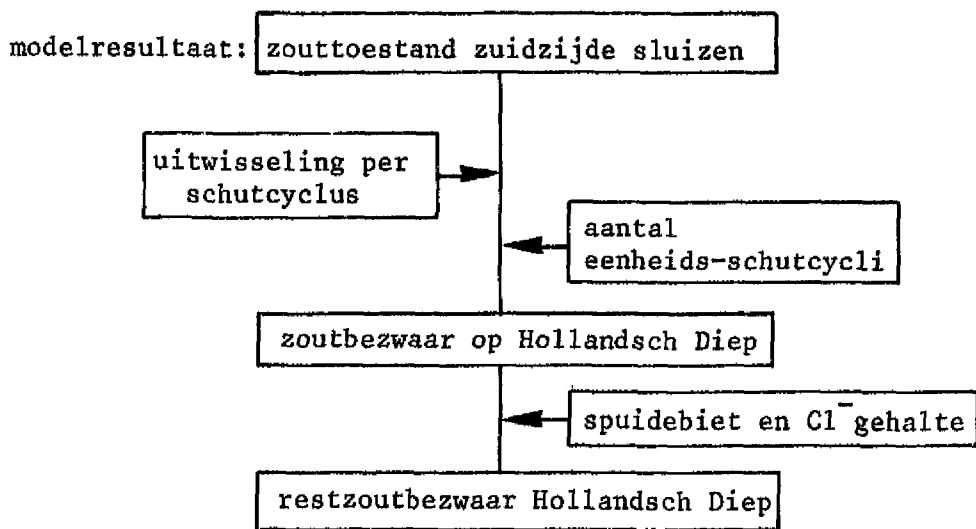 modelresultaat: zouttoestand zuidzijde sluizen
uitwisseling per
schutcyclus
aantal
eenheids-schutcycli
zoutbezwaar op Hollandsch Diep
spuidebiet en Cl⁻gehalte
restzoutbezwaar Hollandsch Diep